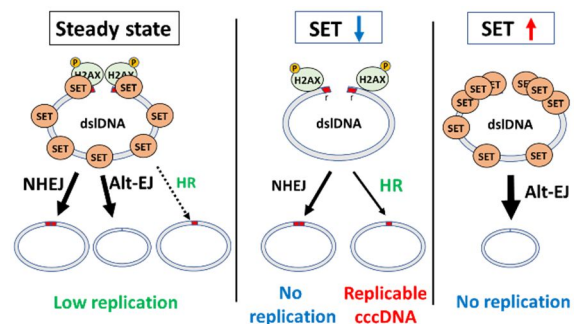 Steady state
P P
H2AX H2AX
SET SET
SET SET
SET SET
SET
dslDNA
NHEJ Alt-EJ HR
Low replication
SET
P P
H2AX H2AX
r r
dslDNA
NHEJ HR
No
replication
Replicable
cccDNA
SET
SET SET
SET SET
SET SET
SET SET
dslDNA
Alt-EJ
No replication